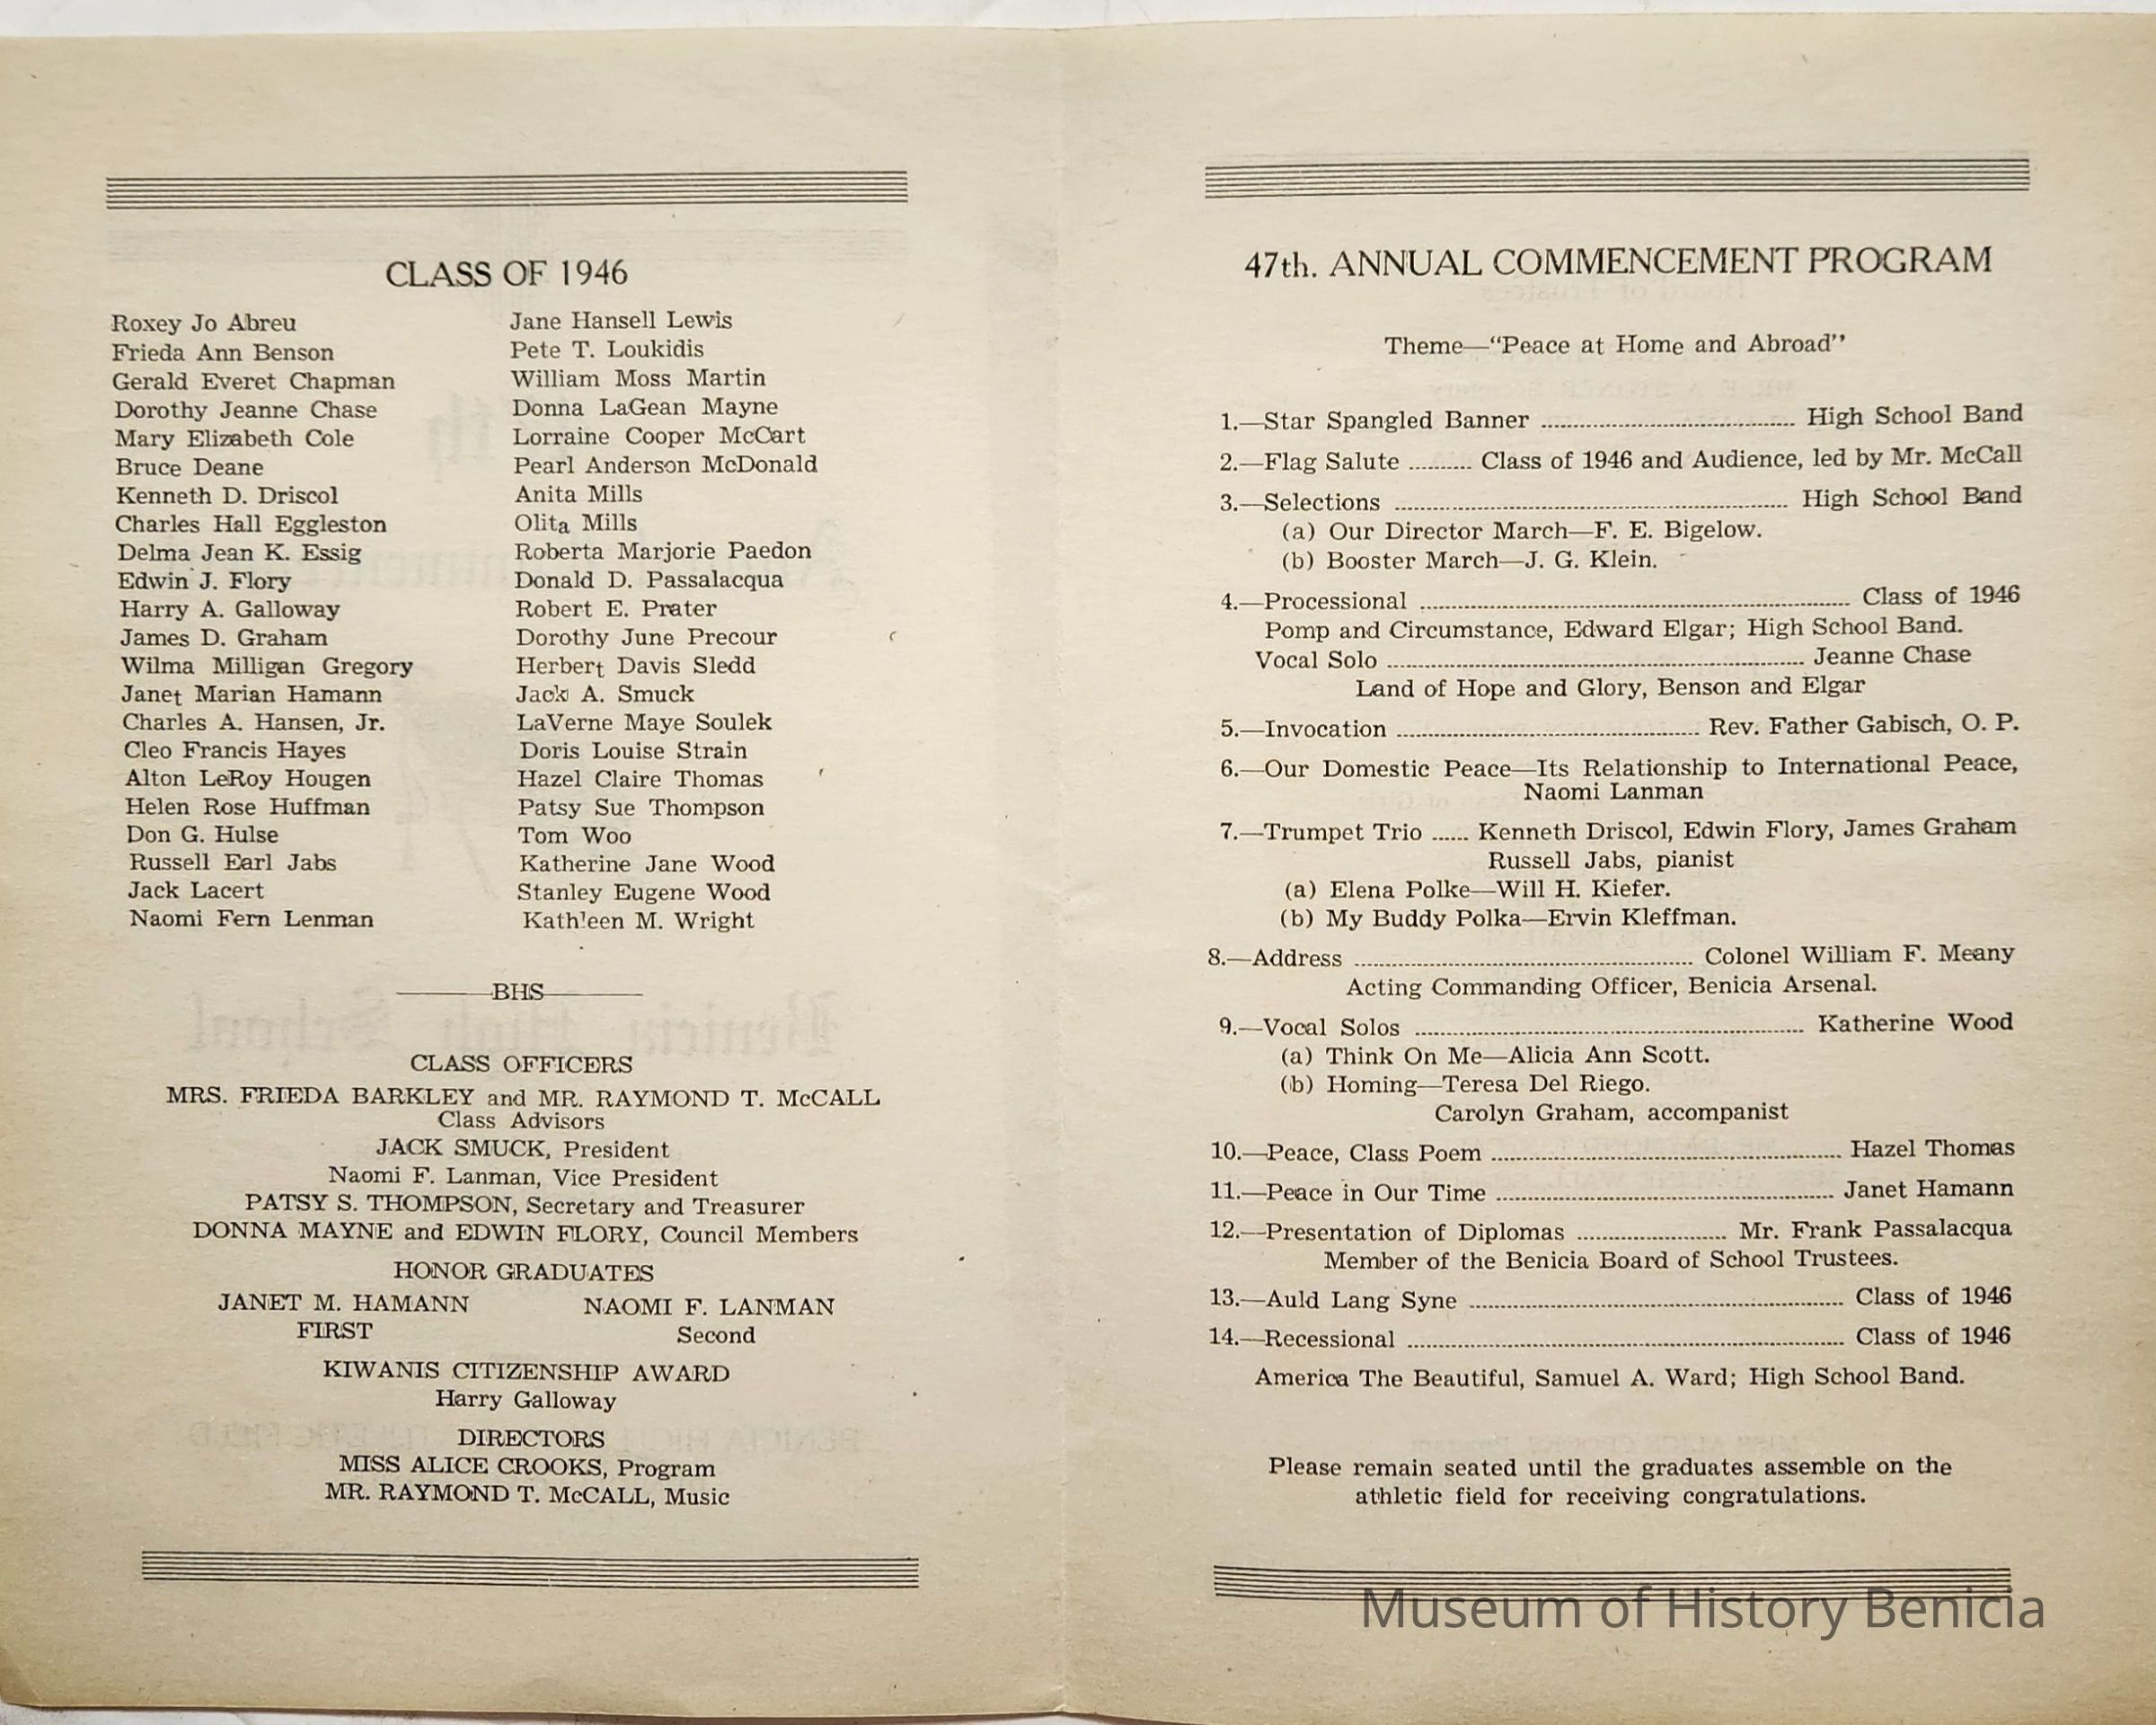 CLASS OF 1946
Roxey Jo Abreu
Frieda Ann Benson
Gerald Everet Chapman
Dorothy Jeanne Chase
Mary Elizabeth Cole
Bruce Deane
Kenneth D. Driscol
Charles Hall Eggleston
Delma Jean K. Essig
Edwin J. Flory
Harry A. Galloway
James D. Graham
Wilma Milligan Gregory
Janet Marian Hamann
Charles A. Hansen, Jr.
Cleo Francis Hayes
Alton LeRoy Hougen
Helen Rose Huffman
Don G. Hulse
Russell Earl Jabs
Jack Lacert
Naomi Fern Lenman
Jane Hansell Lewis
Pete T. Loukidis
William Moss Martin
Donna LaGean Mayne
Lorraine Cooper McCart
Pearl Anderson McDonald
Anita Mills
Olita Mills
Roberta Marjorie Paedon
Donald D. Passalacqua
Robert E. Prater
Dorothy June Precour
Herbert Davis Sledd
Jack A. Smuck
LaVerne Maye Soulek
Doris Louise Strain
Hazel Claire Thomas
Patsy Sue Thompson
Tom Woo
Katherine Jane Wood
Stanley Eugene Wood
Kathleen M. Wright
BHS
CLASS OFFICERS
MRS. FRIEDA BARKLEY and MR. RAYMOND T. McCALL
Class Advisors
JACK SMUCK, President
Naomi F. Lanman, Vice President
PATSY S. THOMPSON, Secretary and Treasurer
DONNA MAYNE and EDWIN FLORY, Council Members
HONOR GRADUATES
JANET M. HAMANN NAOMI F. LANMAN
FIRST Second
KIWANIS CITIZENSHIP AWARD
Harry Galloway
DIRECTORS
MISS ALICE CROOKS, Program
MR. RAYMOND T. McCALL, Music
47th. ANNUAL COMMENCEMENT PROGRAM
Theme—“Peace at Home and Abroad”
1.—Star Spangled Banner ........ High School Band
2.—Flag Salute ........ Class of 1946 and Audience, led by Mr. McCall
3.—Selections ........ High School Band
(a) Our Director March—F. E. Bigelow.
(b) Booster March—J. G. Klein.
4.—Processional ........ Class of 1946
Pomp and Circumstance, Edward Elgar; High School Band.
Vocal Solo ........ Jeanne Chase
Land of Hope and Glory, Benson and Elgar
5.—Invocation ........ Rev. Father Gabisch, O. P.
6.—Our Domestic Peace—Its Relationship to International Peace,
Naomi Lanman
7.—Trumpet Trio ...... Kenneth Driscol, Edwin Flory, James Graham
Russell Jabs, pianist
(a) Elena Polke—Will H. Kiefer.
(b) My Buddy Polka—Ervin Kleffman.
8.—Address ........ Colonel William F. Meany
Acting Commanding Officer, Benicia Arsenal.
9.—Vocal Solos ........ Katherine Wood
(a) Think On Me—Alicia Ann Scott.
(b) Homing—Teresa Del Riego.
Carolyn Graham, accompanist
10.—Peace, Class Poem ........ Hazel Thomas
11.—Peace in Our Time ........ Janet Hamann
12.—Presentation of Diplomas ........ Mr. Frank Passalacqua
Member of the Benicia Board of School Trustees.
13.—Auld Lang Syne ........ Class of 1946
14.—Recessional ........ Class of 1946
America The Beautiful, Samuel A. Ward; High School Band.
Please remain seated until the graduates assemble on the
athletic field for receiving congratulations.
Museum of History Benicia